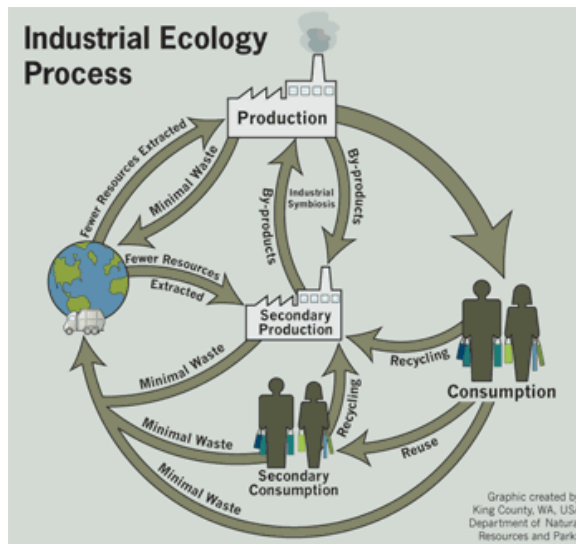 Industrial Ecology
Process
Production
Fewer Resources Extracted
Minimal Waste
By-products
Industrial
Symbiosis
By-products
Fewer Resources
Extracted
Secondary
Production
Recycling
Consumption
Minimal Waste
Recycling
Reuse
Minimal Waste
Secondary
Consumption
Minimal Waste
Graphic created by
King County, WA, USA
Department of Natural
Resources and Park